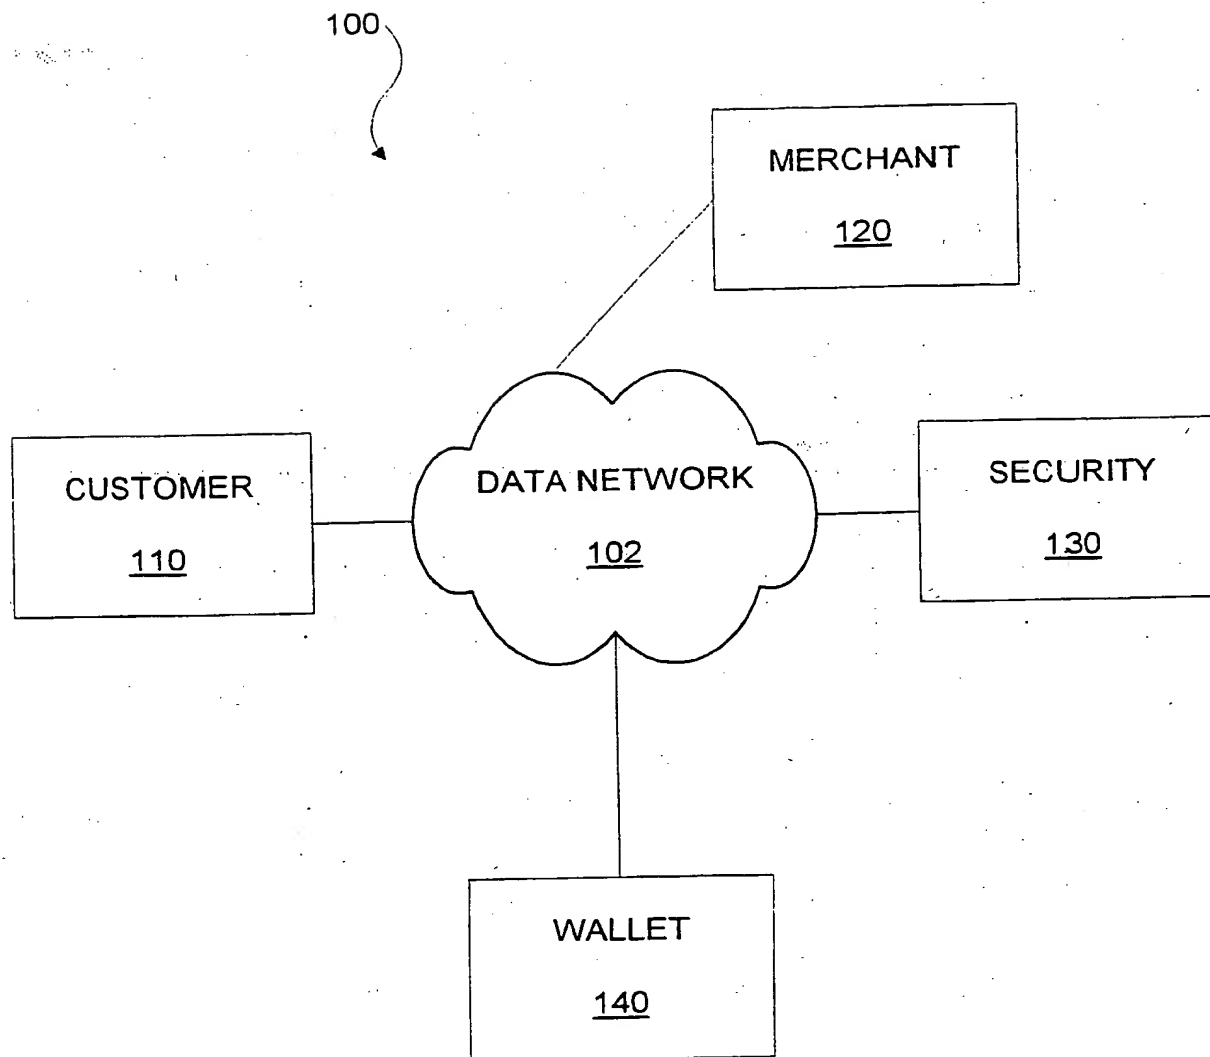 100
MERCHANT
120
CUSTOMER
110
DATA NETWORK
102
SECURITY
130
WALLET
140